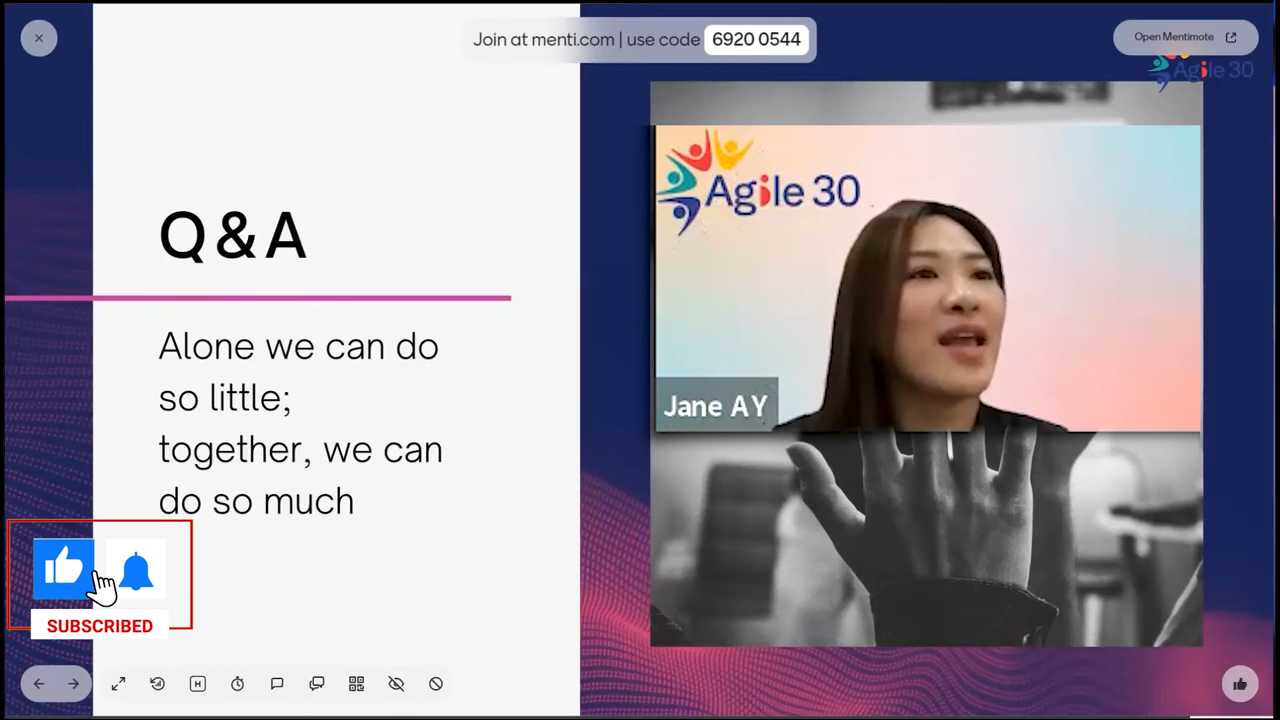 Join at menti.com | use code 6920 0544
Open Mentimote
Agile 30
Agile 30
Q&A
Jane AY
Alone we can do
so little;
together, we can
do so much
SUBSCRIBED
H